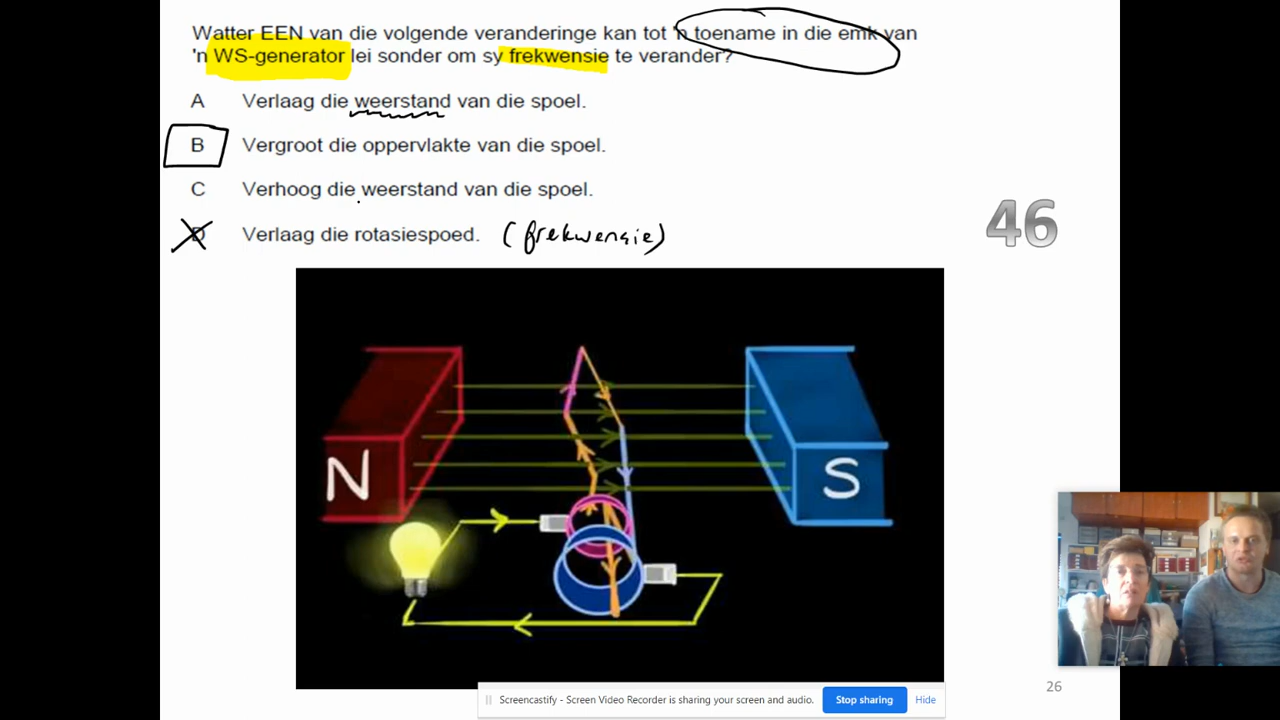 Watter EEN van die volgende veranderinge kan tot 'n toename in die emk van
'n WS-generator lei sonder om sy frekwensie te verander?
A Verlaag die weerstand van die spoel.
B Vergroot die oppervlakte van die spoel.
C Verhoog die weerstand van die spoel.
D Verlaag die rotasiespoed. (frekwensie)
46
N
S
26
Screencastify - Screen Video Recorder is sharing your screen and audio. Stop sharing Hide